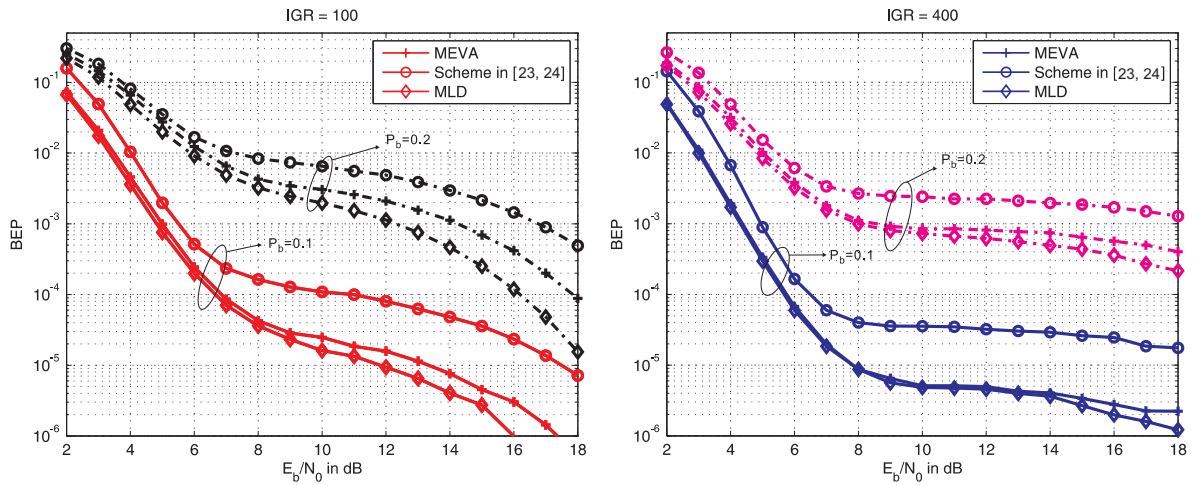 IGR = 100
MEVA
Scheme in [23, 24]
MLD
P_b=0.2
P_b=0.1
10^-1
10^-2
10^-3
10^-4
10^-5
10^-6
BEP
2 4 6 8 10 12 14 16 18
E_b/N_0 in dB
IGR = 400
MEVA
Scheme in [23, 24]
MLD
P_b=0.2
P_b=0.1
10^-1
10^-2
10^-3
10^-4
10^-5
10^-6
BEP
2 4 6 8 10 12 14 16 18
E_b/N_0 in dB